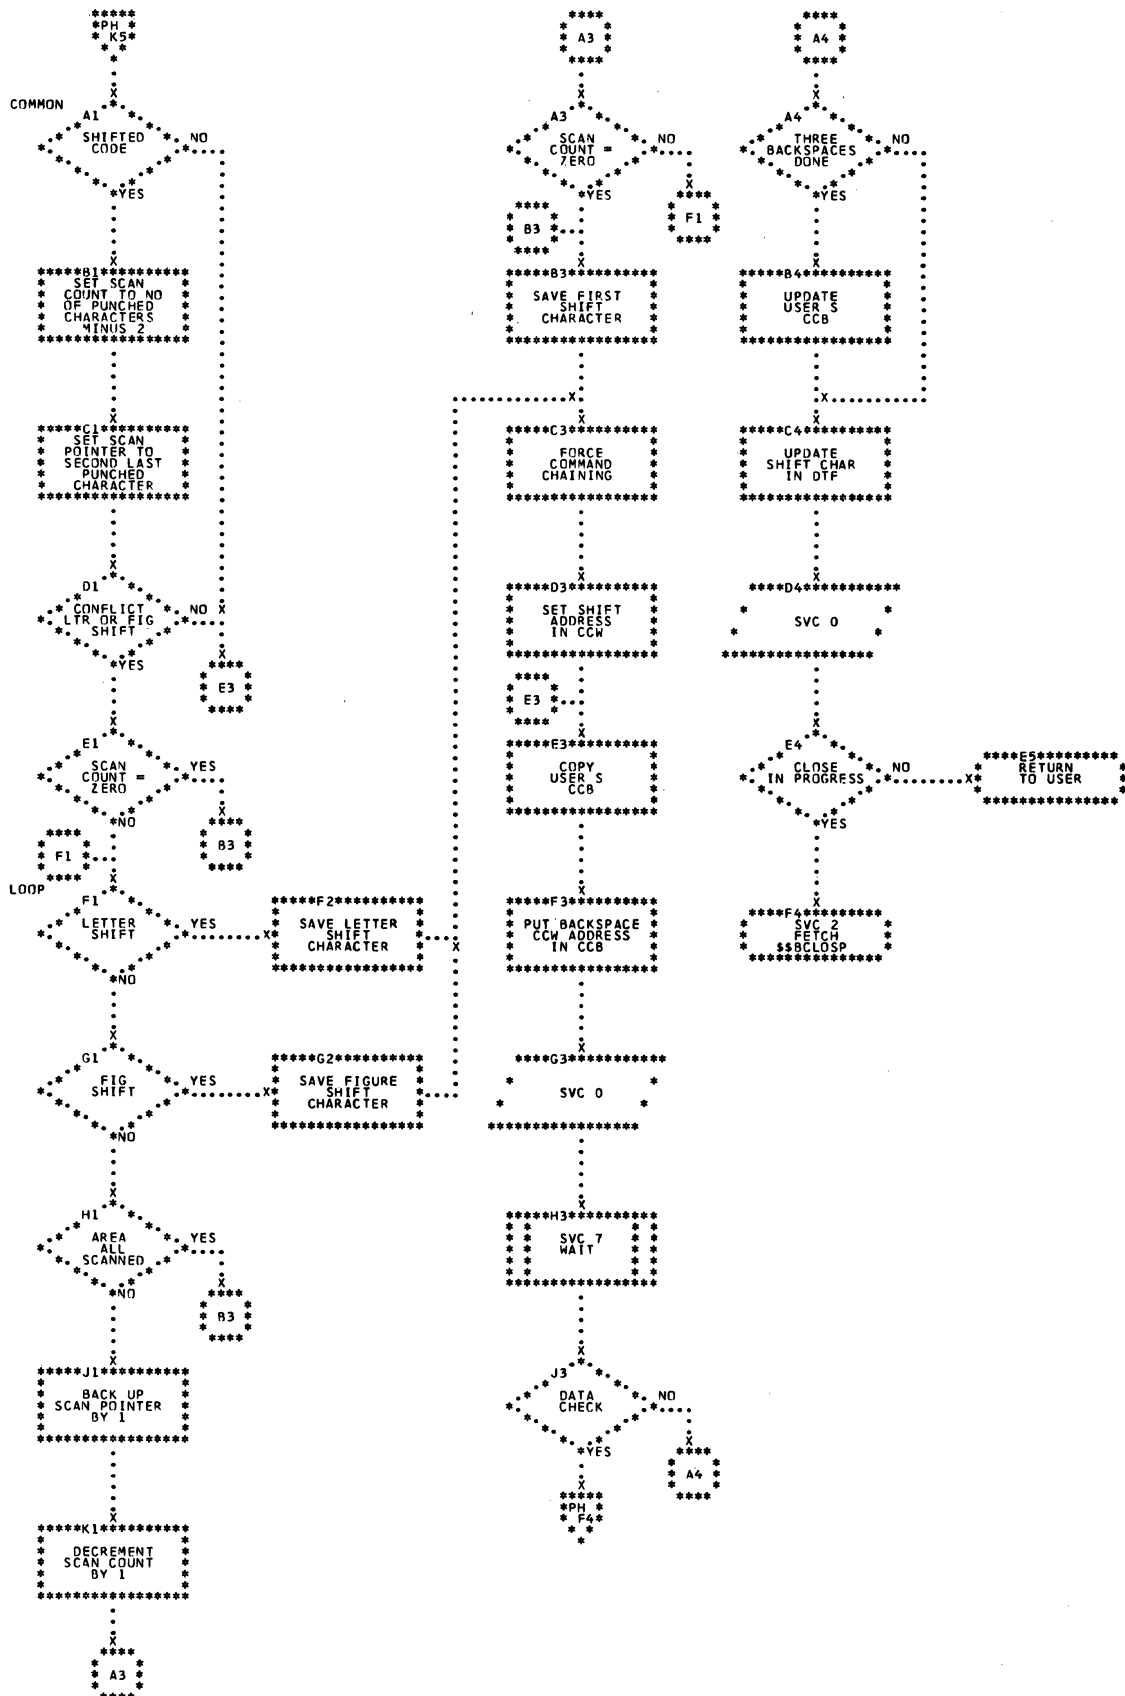 PH
K5
COMMON
A1
SHIFTED
CODE
NO
YES
B1
SET SCAN
COUNT TO NO
OF PUNCHED
CHARACTERS
MINUS 2
C1
SET SCAN
POINTER TO
SECOND LAST
PUNCHED
CHARACTER
D1
CONFLICT
LTR OR FIG
SHIFT
NO
YES
E3
E1
SCAN
COUNT =
ZERO
YES
NO
B3
F1
LOOP
F1
LETTER
SHIFT
YES
NO
F2
SAVE LETTER
SHIFT
CHARACTER
G1
FIG
SHIFT
YES
NO
G2
SAVE FIGURE
SHIFT
CHARACTER
H1
AREA
ALL
SCANNED
YES
NO
B3
J1
BACK UP
SCAN POINTER
BY 1
K1
DECREMENT
SCAN COUNT
BY 1
A3
A3
A3
SCAN
COUNT =
ZERO
NO
YES
F1
B3
B3
SAVE FIRST
SHIFT
CHARACTER
C3
FORCE
COMMAND
CHAINING
D3
SET SHIFT
ADDRESS
IN CCW
E3
E3
COPY
USER S
CCB
F3
PUT BACKSPACE
CCW ADDRESS
IN CCB
G3
SVC 0
H3
SVC 7
WAIT
J3
DATA
CHECK
NO
YES
A4
PH
F4
A4
A4
THREE
BACKSPACES
DONE
NO
YES
B4
UPDATE
USER S
CCB
C4
UPDATE
SHIFT CHAR
IN DTF
D4
SVC 0
E4
CLOSE
IN PROGRESS
NO
YES
E5
RETURN
TO USER
F4
SVC 2
FETCH
$$BCLOSP